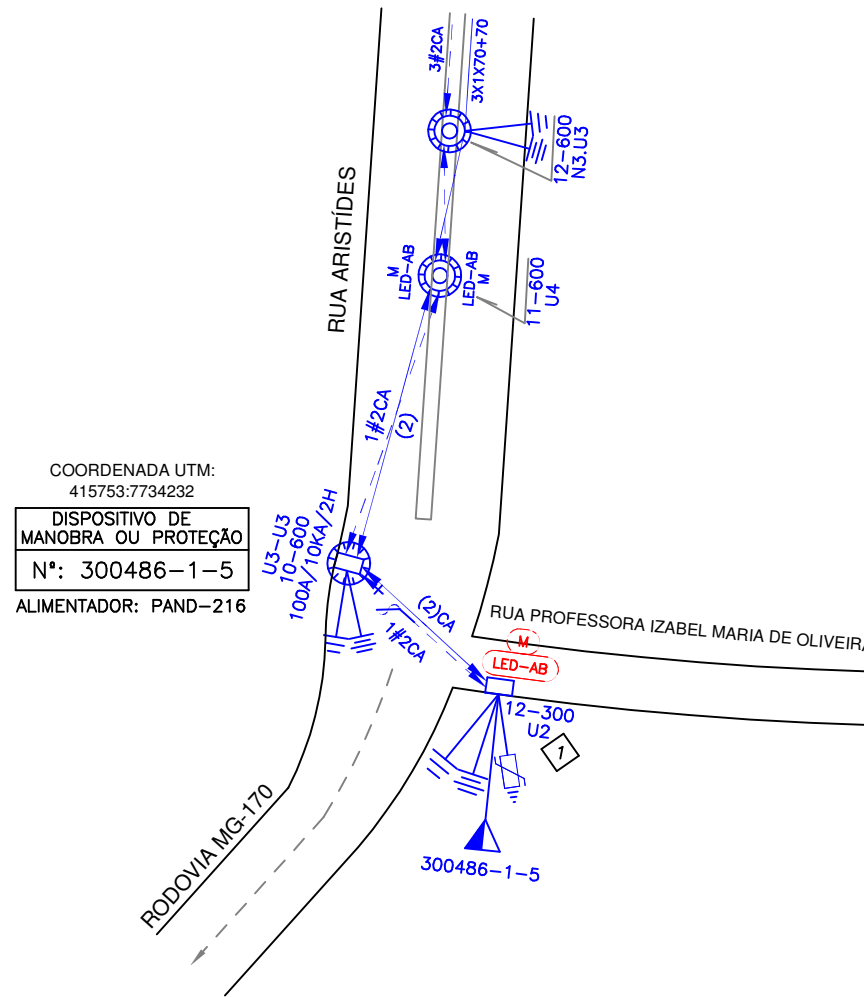 3#2CA
3X1X70+70
12-600
N3.U3
RUA ARISTÍDES
M
LED-AB
LED-AB
M
11-600
U4
1#2CA
(2)
COORDENADA UTM:
415753:7734232
DISPOSITIVO DE
MANOBRA OU PROTEÇÃO
Nº: 300486-1-5
ALIMENTADOR: PAND-216
U3-U3
10-600
100A/10KA/2H
(2)CA
1#2CA
RUA PROFESSORA IZABEL MARIA DE OLIVEIRA
M
LED-AB
12-300
U2
1
300486-1-5
RODOVIA MG-170